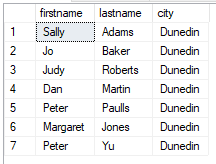 firstname lastname city
1 Sally Adams Dunedin
2 Jo Baker Dunedin
3 Judy Roberts Dunedin
4 Dan Martin Dunedin
5 Peter Paulls Dunedin
6 Margaret Jones Dunedin
7 Peter Yu Dunedin